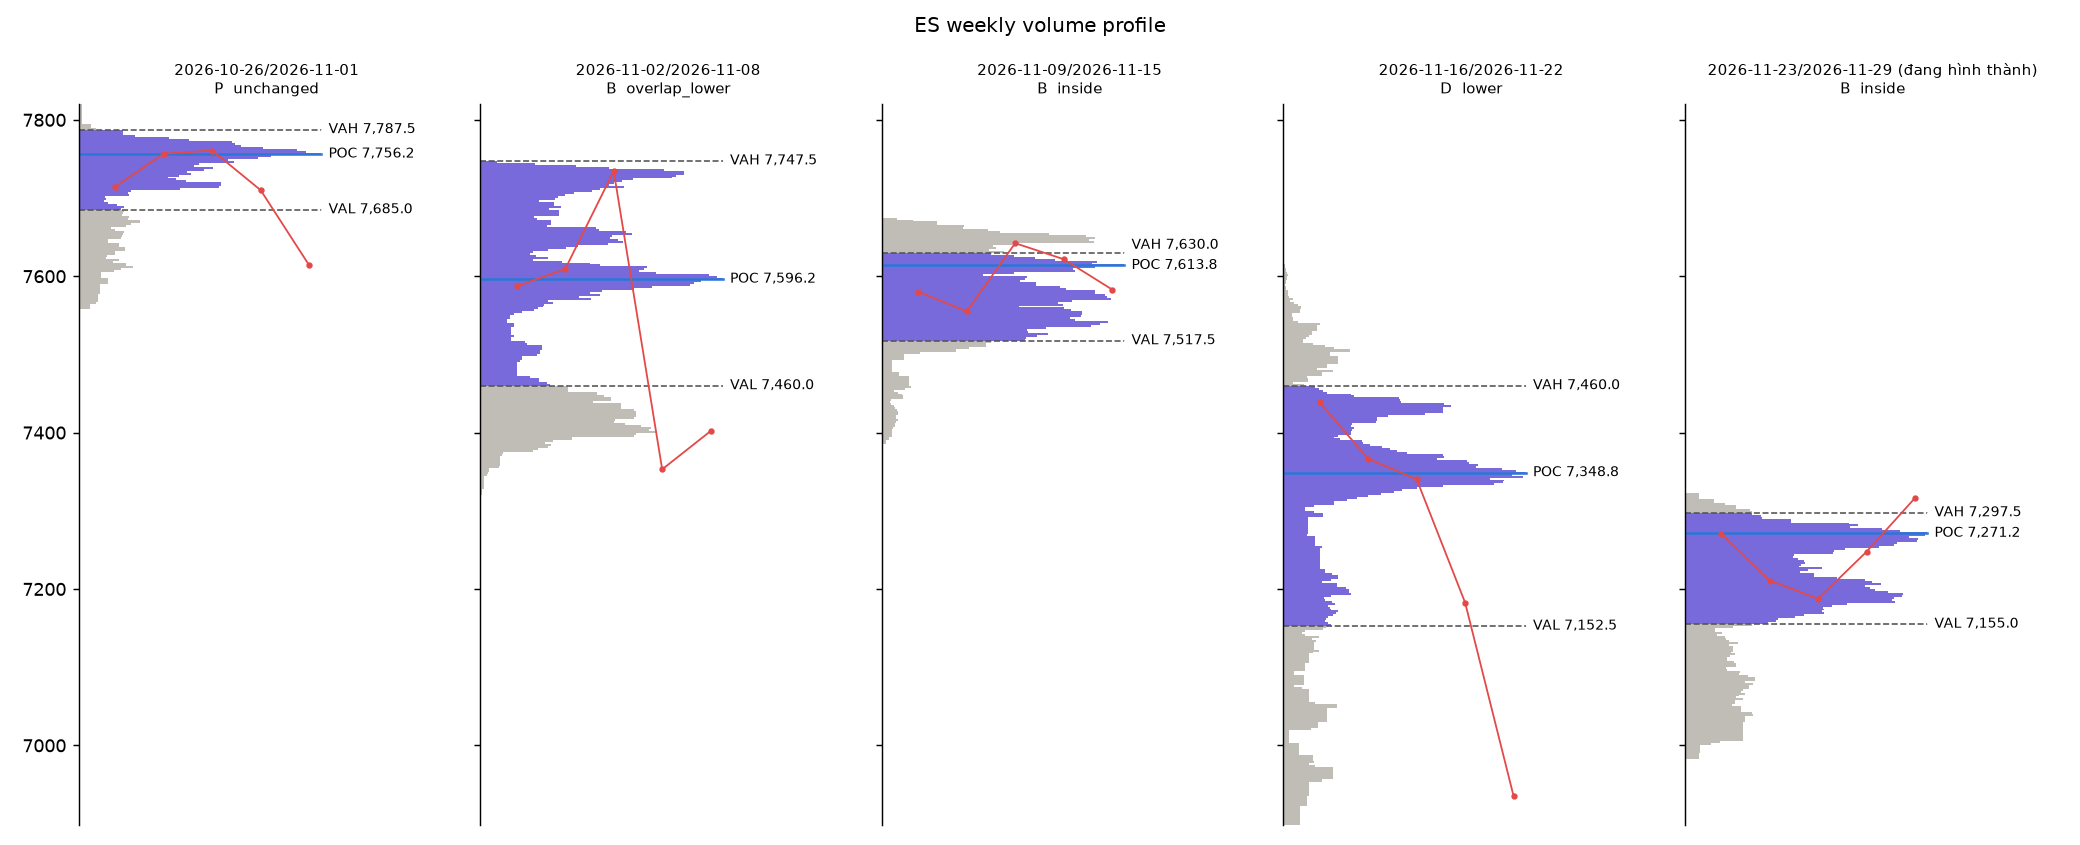 ES weekly volume profile
2026-10-26/2026-11-01
P  unchanged
2026-11-02/2026-11-08
B  overlap_lower
2026-11-09/2026-11-15
B  inside
2026-11-16/2026-11-22
D  lower
2026-11-23/2026-11-29 (đang hình thành)
B  inside
7800
7600
7400
7200
7000
VAH 7,787.5
POC 7,756.2
VAL 7,685.0
VAH 7,747.5
POC 7,596.2
VAL 7,460.0
VAH 7,630.0
POC 7,613.8
VAL 7,517.5
VAH 7,460.0
POC 7,348.8
VAL 7,152.5
VAH 7,297.5
POC 7,271.2
VAL 7,155.0